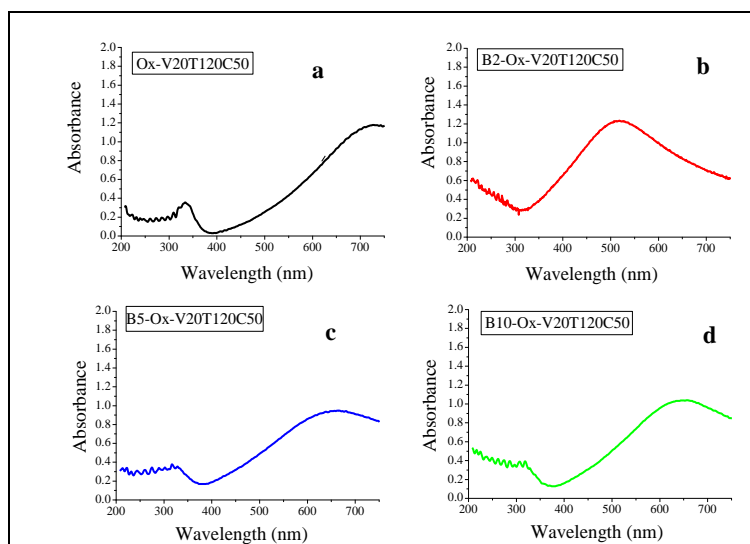 Ox-V20T120C50
a
2.0
1.8
1.6
1.4
1.2
1.0
0.8
0.6
0.4
0.2
0.0
200 300 400 500 600 700
Absorbance
Wavelength (nm)
B2-Ox-V20T120C50
b
2.0
1.8
1.6
1.4
1.2
1.0
0.8
0.6
0.4
0.2
0.0
200 300 400 500 600 700
Absorbance
Wavelength (nm)
B5-Ox-V20T120C50
c
2.0
1.8
1.6
1.4
1.2
1.0
0.8
0.6
0.4
0.2
0.0
200 300 400 500 600 700
Absorbance
Wavelength (nm)
B10-Ox-V20T120C50
d
2.0
1.8
1.6
1.4
1.2
1.0
0.8
0.6
0.4
0.2
0.0
200 300 400 500 600 700
Absorbance
Wavelength (nm)